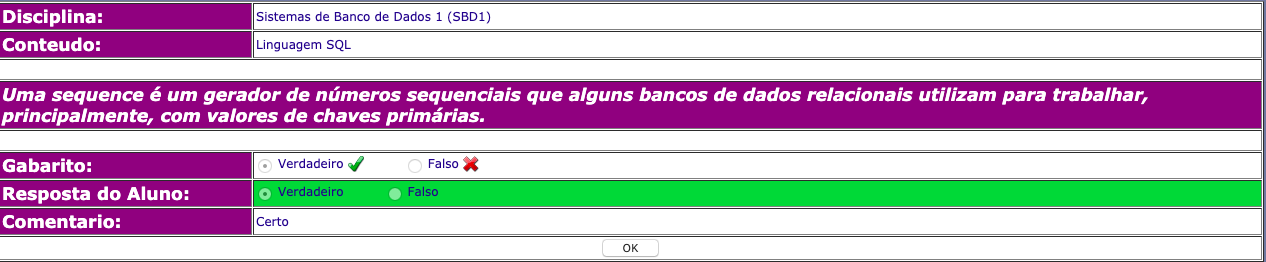 Disciplina: Sistemas de Banco de Dados 1 (SBD1)
Conteudo: Linguagem SQL
Uma sequence é um gerador de números sequenciais que alguns bancos de dados relacionais utilizam para trabalhar,
principalmente, com valores de chaves primárias.
Gabarito: Verdadeiro Falso
Resposta do Aluno: Verdadeiro Falso
Comentario: Certo
OK